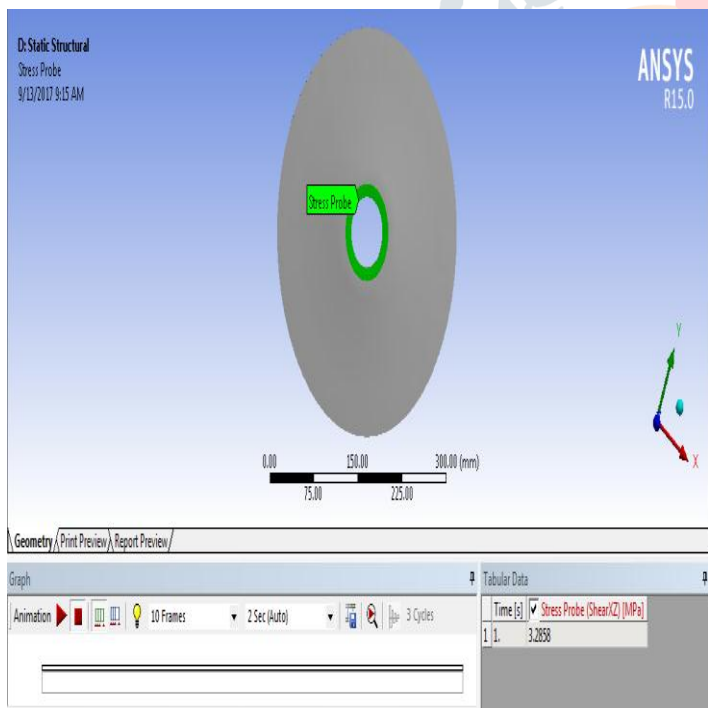 D: Static Structural
Stress Probe
9/13/2017 9:15 AM
ANSYS
R15.0
Stress Probe
Y
X
0.00 150.00 300.00 (mm)
75.00 225.00
Geometry Print Preview Report Preview
Graph
Animation 10 Frames 2 Sec (Auto) 3 Cycles
Tabular Data
Time [s] Stress Probe (ShearXZ) [MPa]
1 1. 3.2858